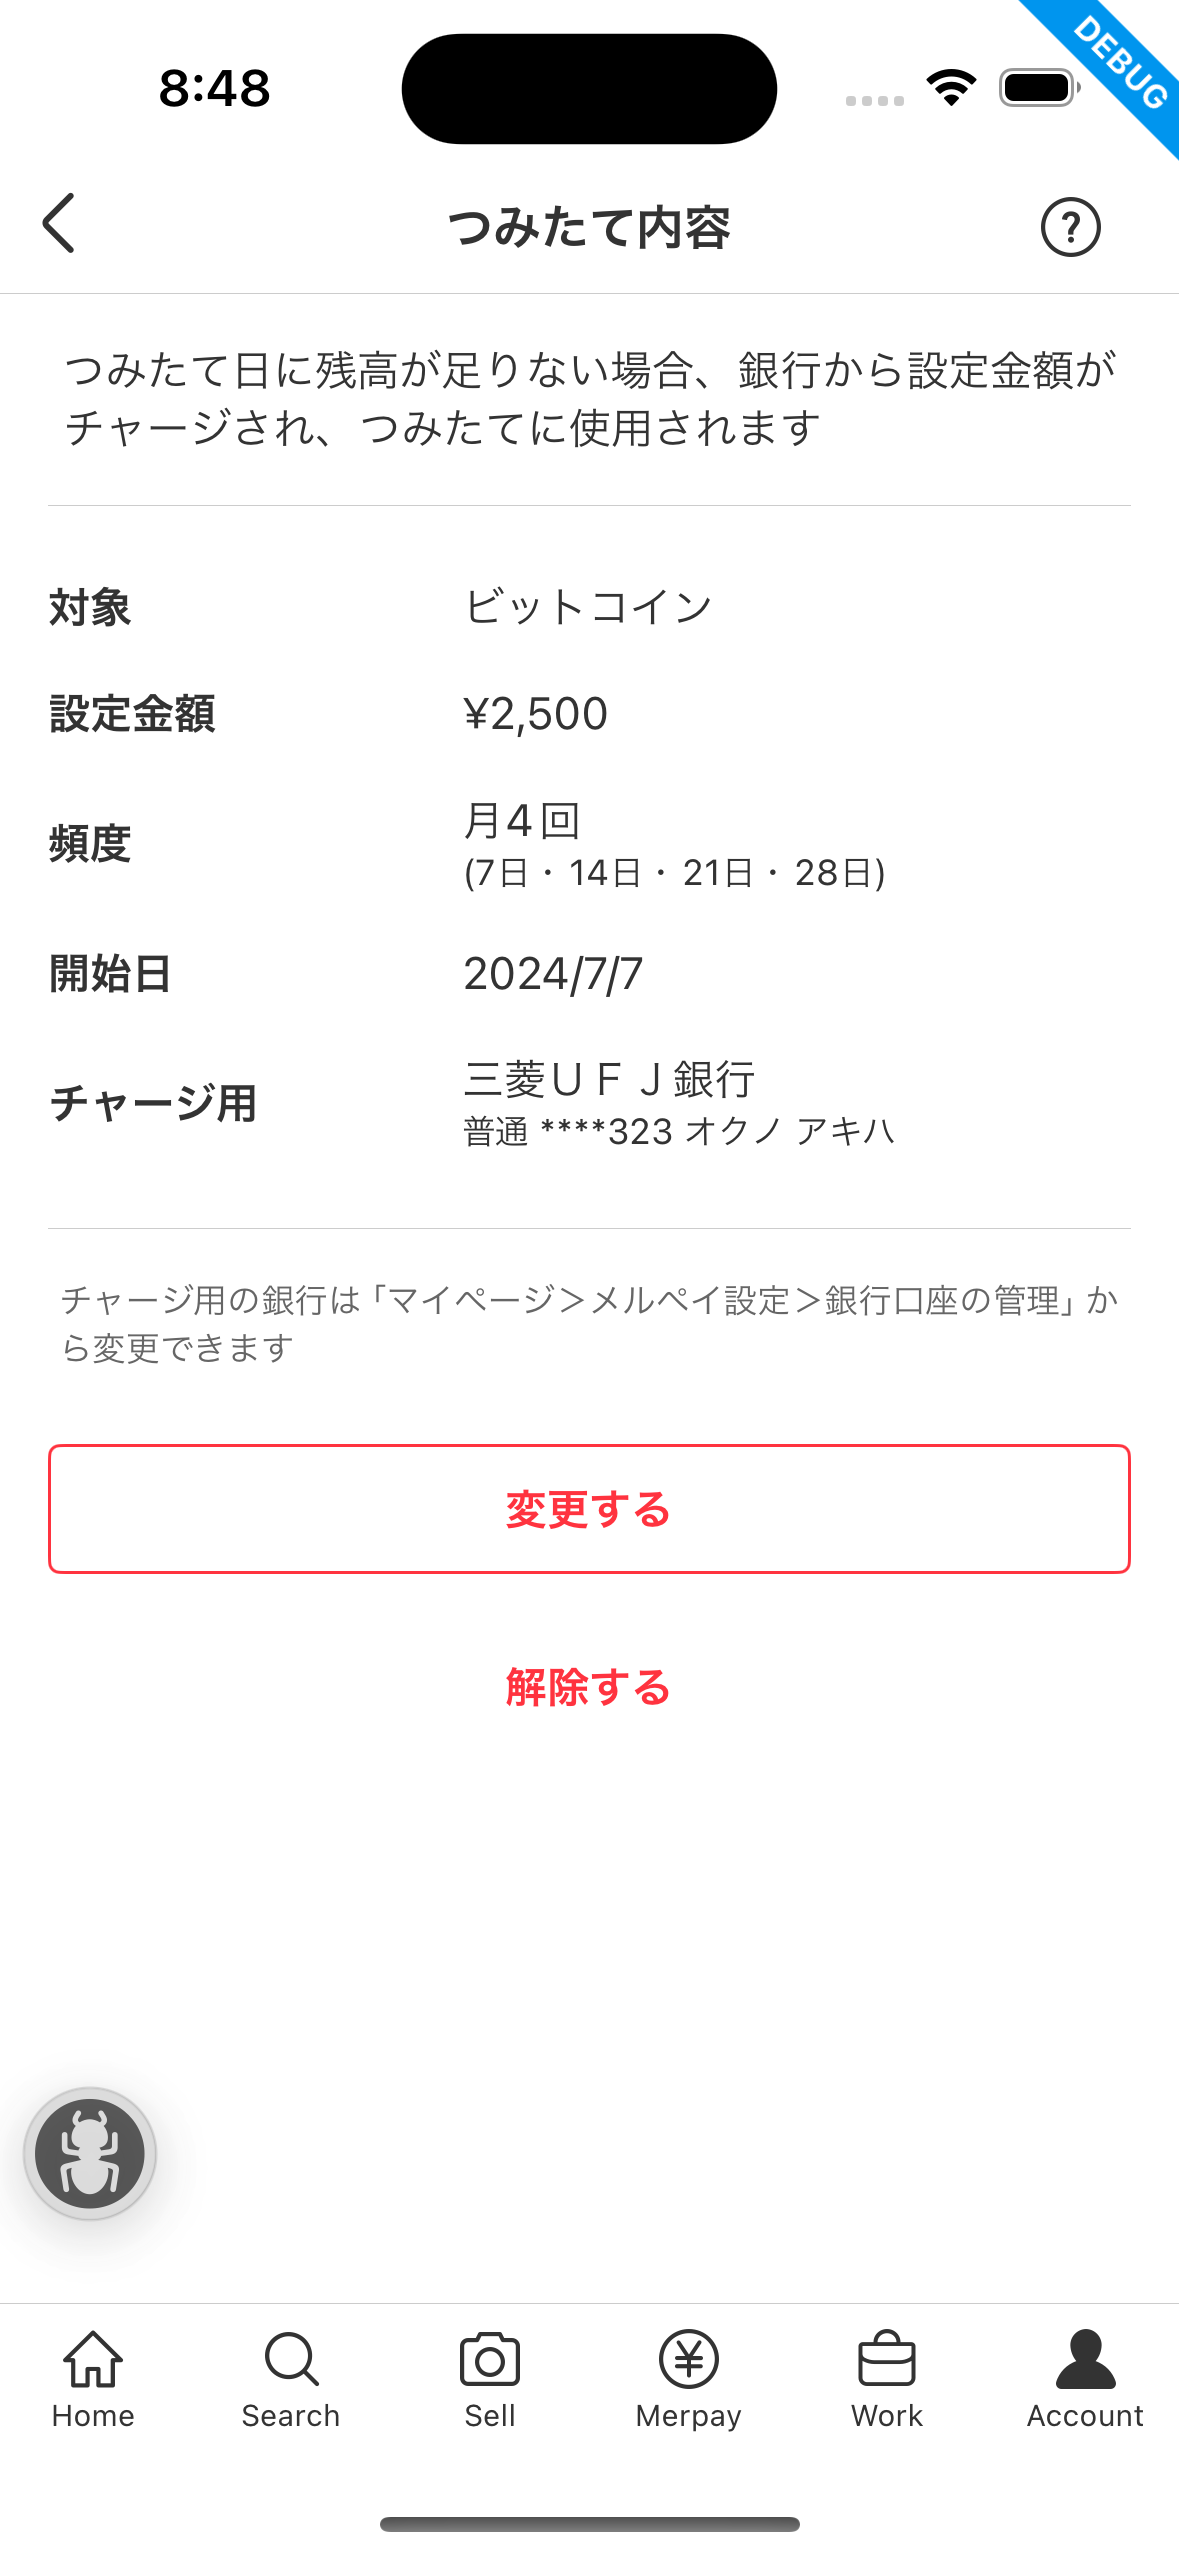 8:48
DEBUG
つみたて内容
?
つみたて日に残高が足りない場合、銀行から設定金額が
チャージされ、つみたてに使用されます
対象 ビットコイン
設定金額 ¥2,500
頻度 月4回
(7日・14日・21日・28日)
開始日 2024/7/7
チャージ用 三菱ＵＦＪ銀行
普通 ****323 オクノ アキハ
チャージ用の銀行は「マイページ＞メルペイ設定＞銀行口座の管理」か
ら変更できます
変更する
解除する
Home Search Sell Merpay Work Account